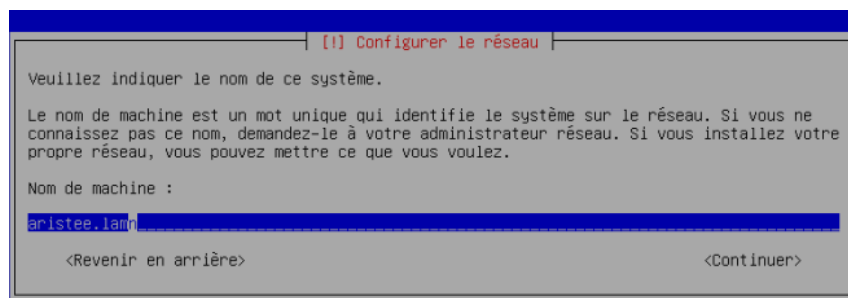 [!] Configurer le réseau
Veuillez indiquer le nom de ce système.
Le nom de machine est un mot unique qui identifie le système sur le réseau. Si vous ne
connaissez pas ce nom, demandez-le à votre administrateur réseau. Si vous installez votre
propre réseau, vous pouvez mettre ce que vous voulez.
Nom de machine :
aristee.lamn
<Revenir en arrière> <Continuer>